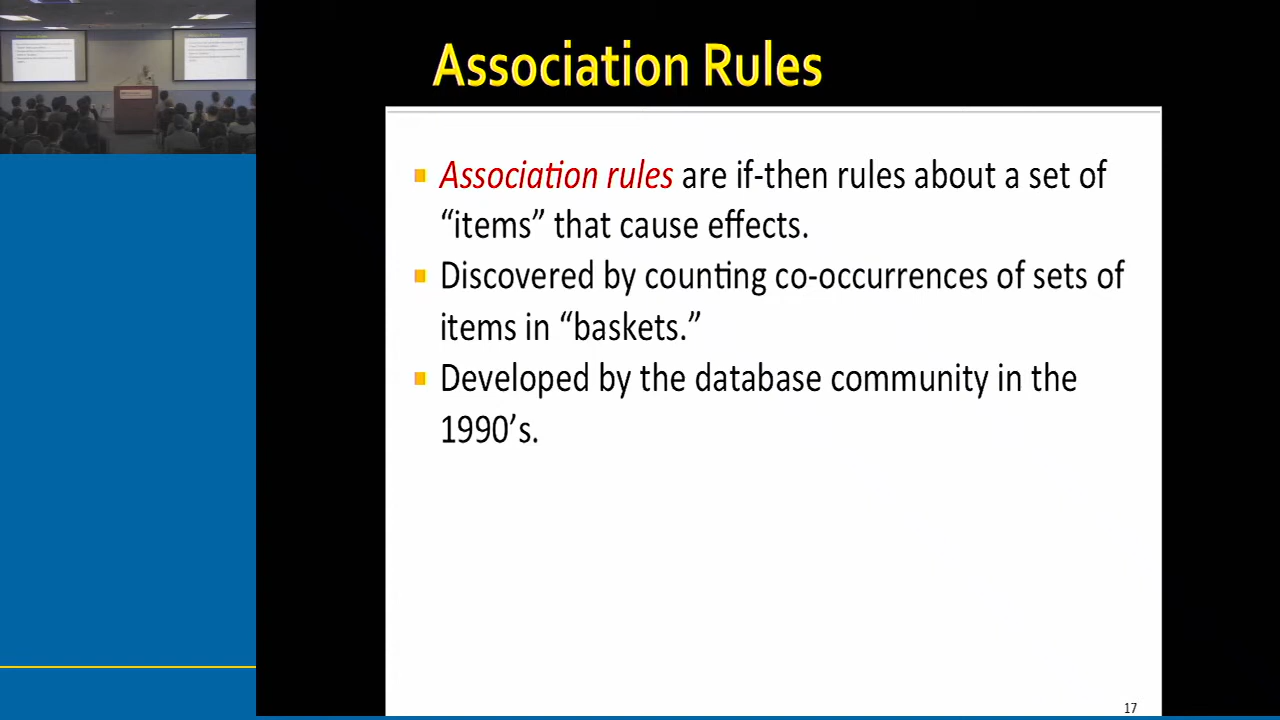 Association Rules
Association rules are if-then rules about a set of
“items” that cause effects.
Discovered by counting co-occurrences of sets of
items in “baskets.”
Developed by the database community in the
1990’s.
17